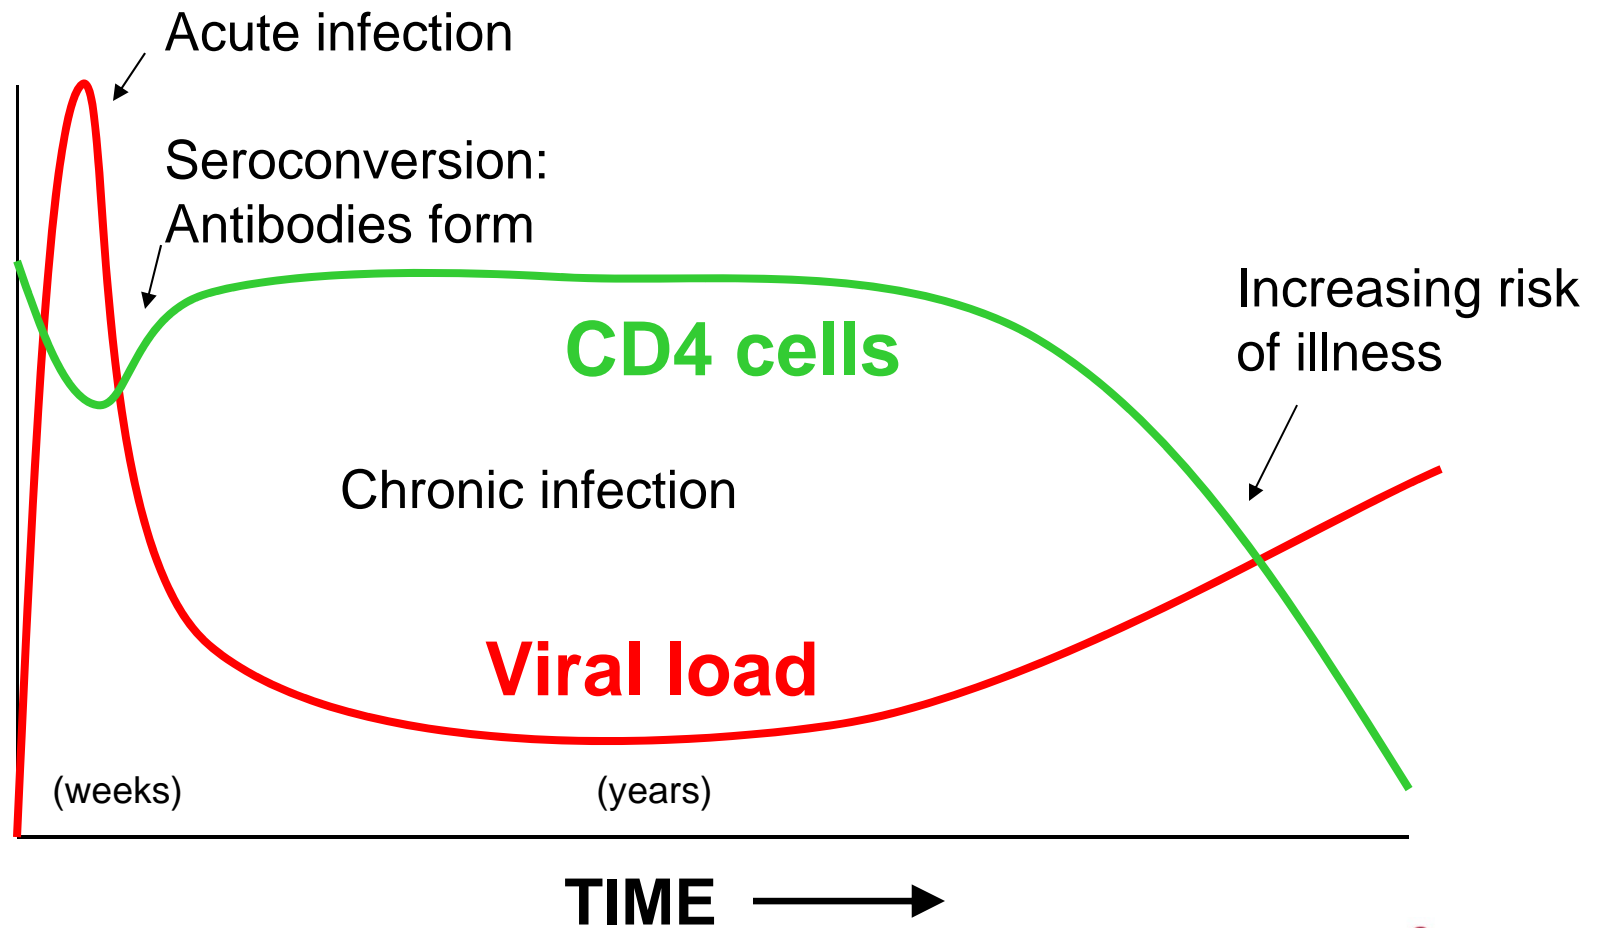 Acute infection
Seroconversion:
Antibodies form
Increasing risk
of illness
CD4 cells
Chronic infection
Viral load
(weeks)
(years)
TIME